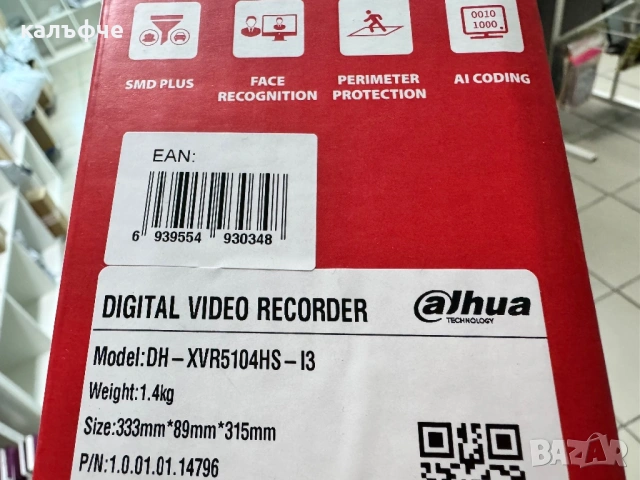 калъфче
0010
1000
SMD PLUS
FACE
RECOGNITION
PERIMETER
PROTECTION
AI CODING
EAN:
6 939554 930348
DIGITAL VIDEO RECORDER
alhua
TECHNOLOGY
Model:DH-XVR5104HS-I3
Weight:1.4kg
Size:333mm*89mm*315mm
P/N:1.0.01.01.14796
BAZAR